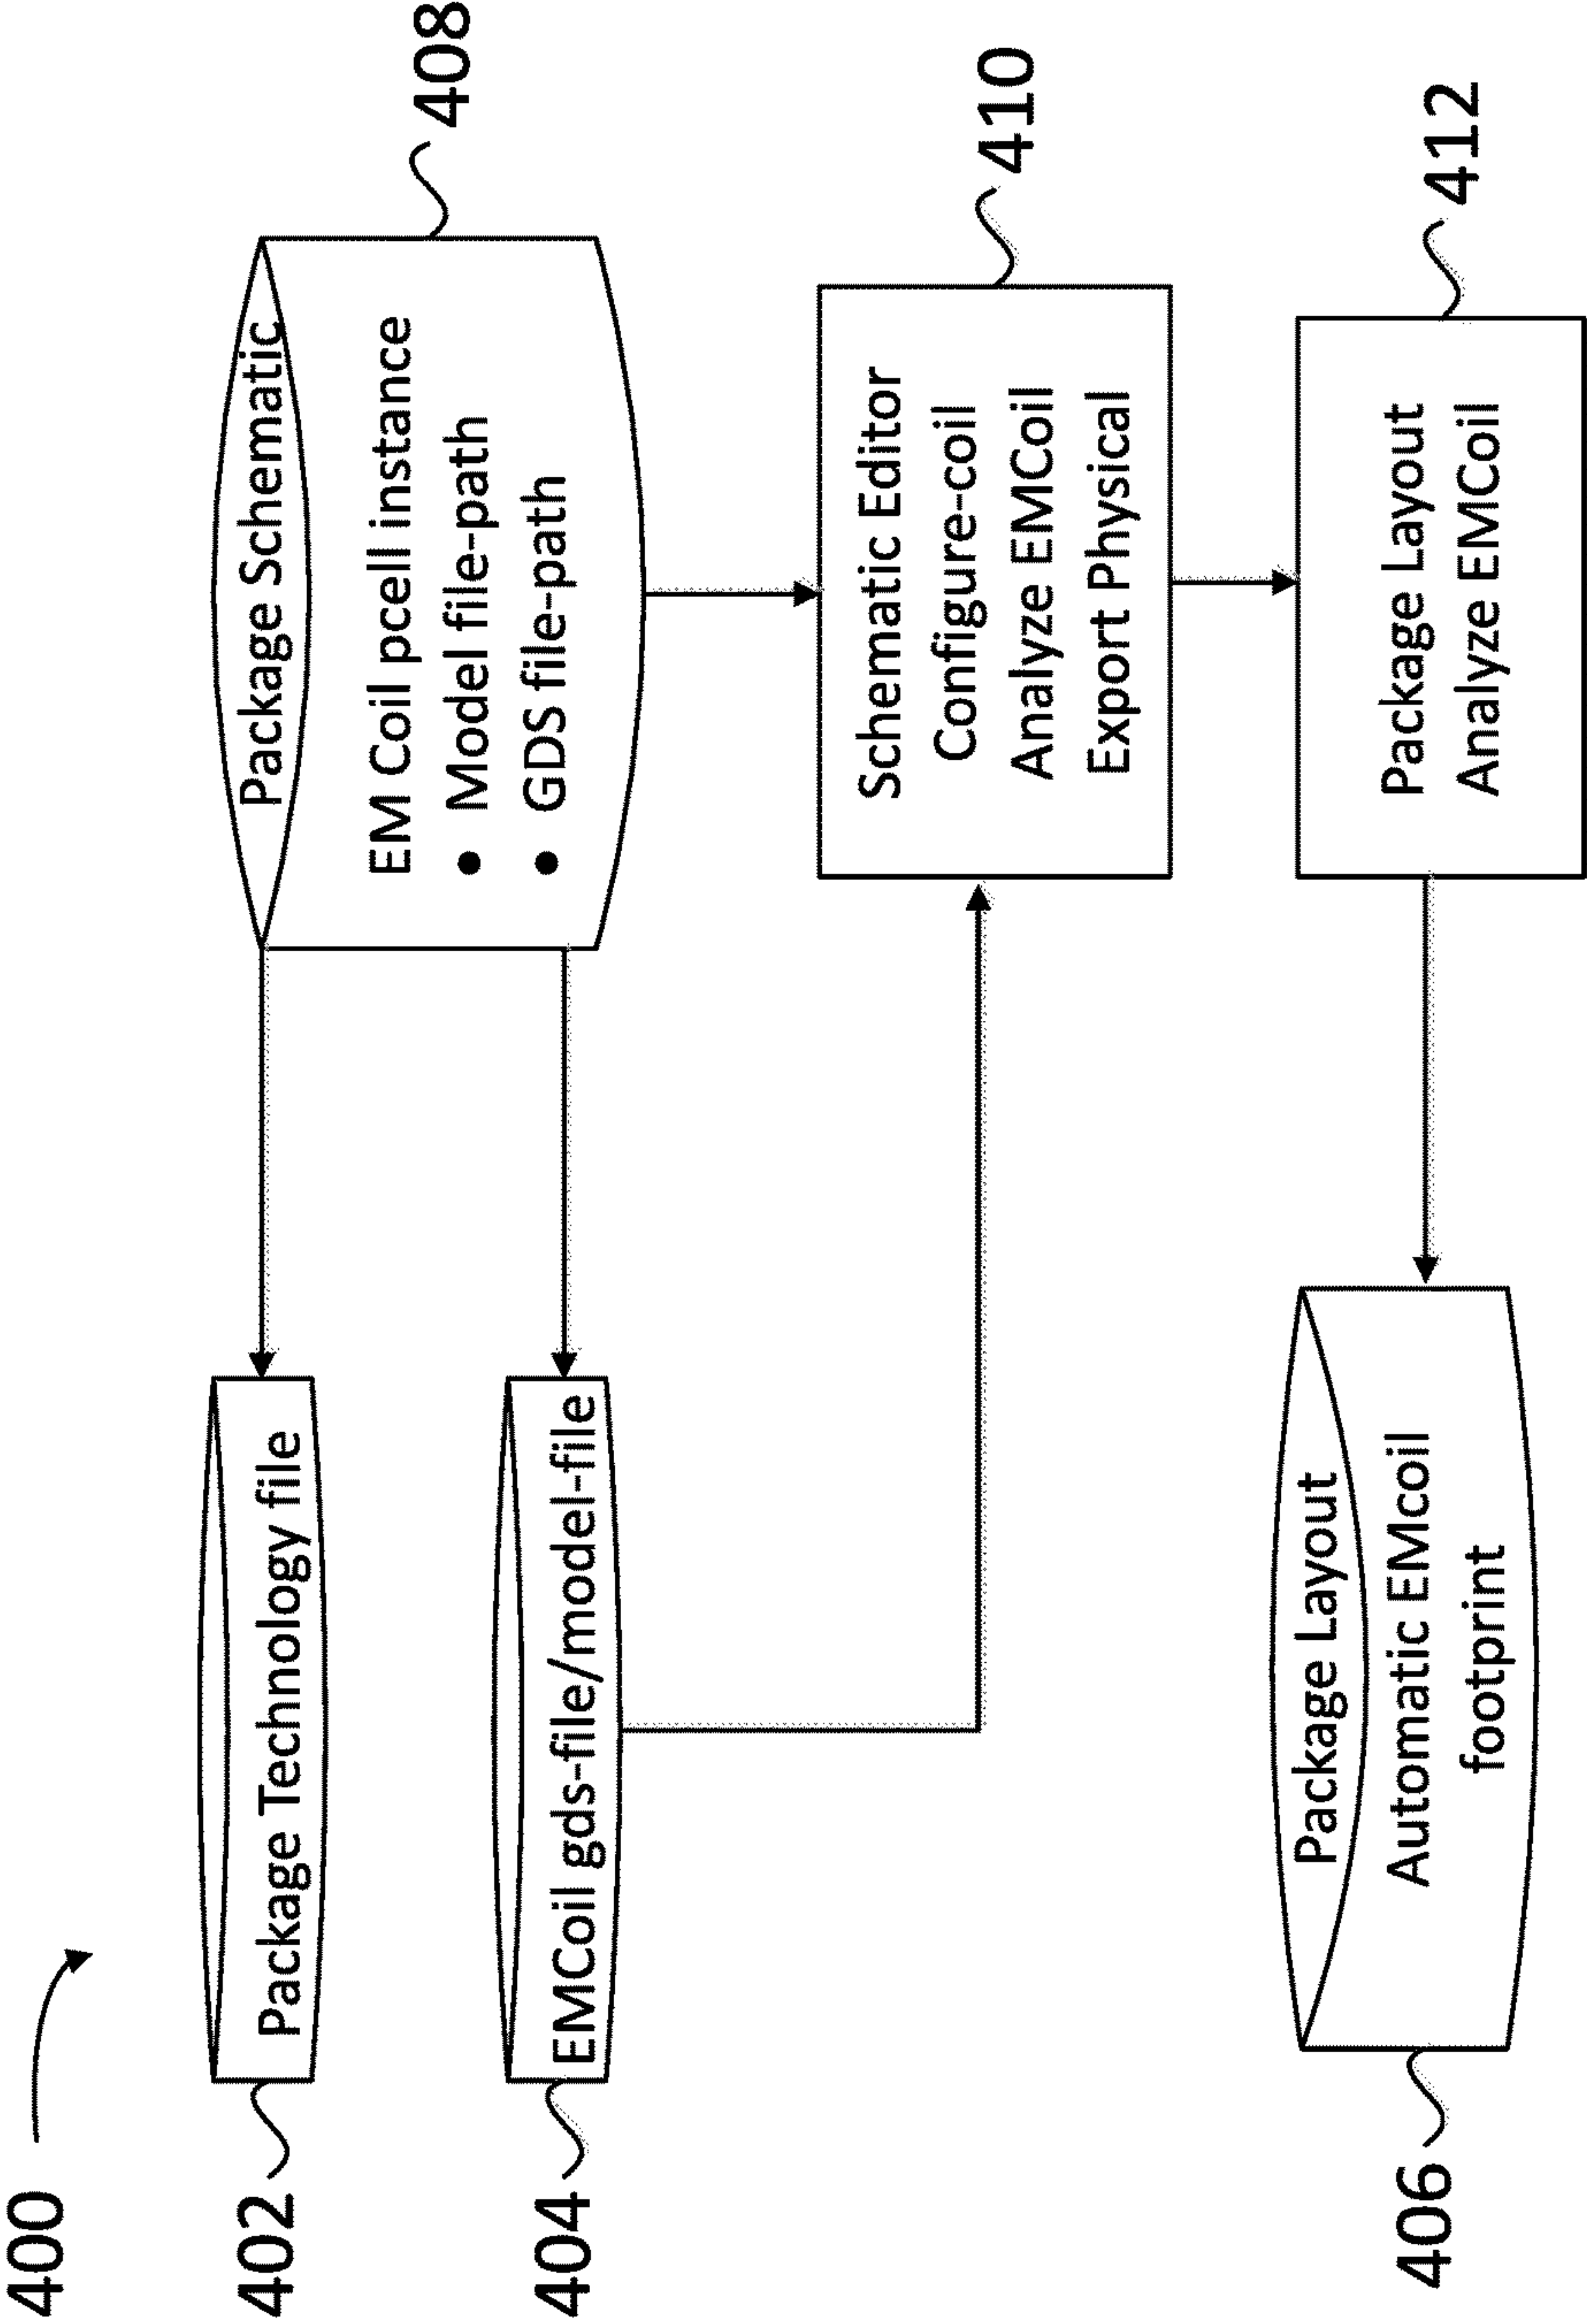 400
402
Package Technology file
404
EMCoil gds-file/model-file
406
Package Layout
Automatic EMcoil
footprint
Package Schematic
EM Coil pcell instance
● Model file-path
● GDS file-path
408
Schematic Editor
Configure-coil
Analyze EMCoil
Export Physical
410
Package Layout
Analyze EMCoil
412